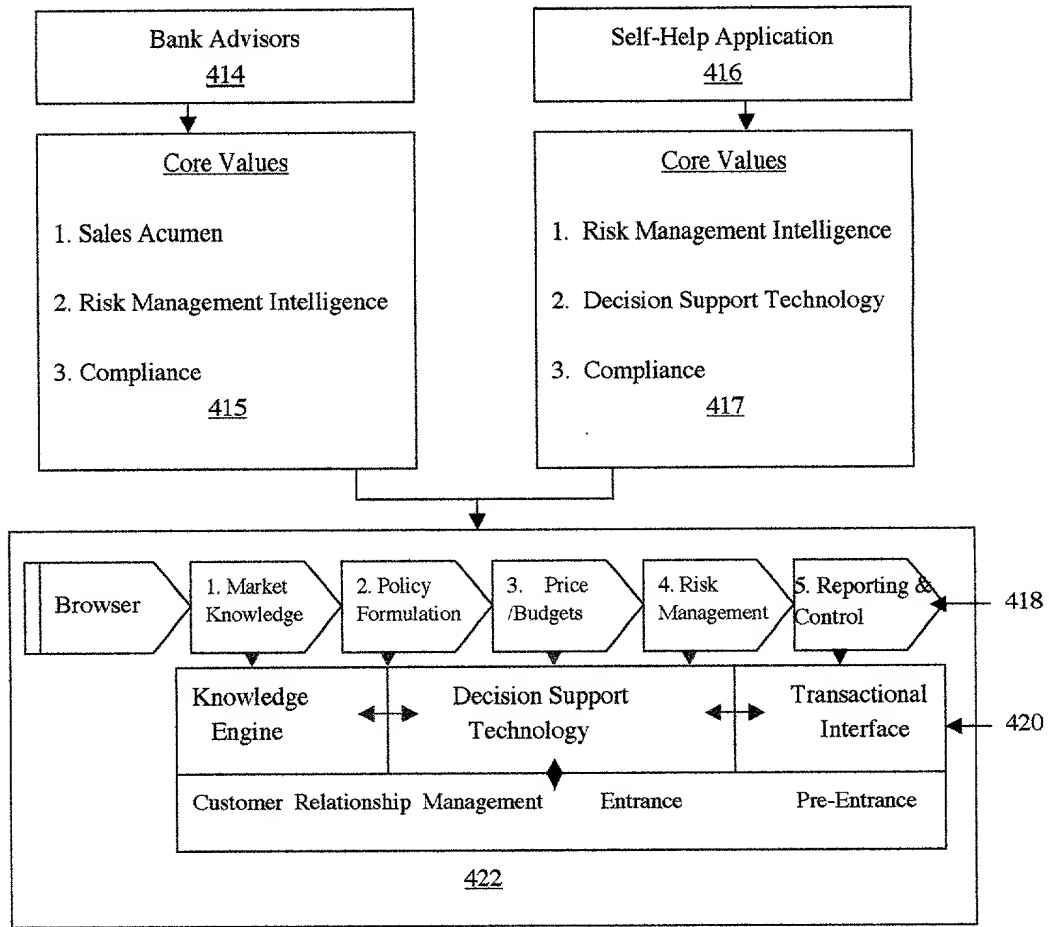 Bank Advisors
414
Self-Help Application
416
Core Values
1. Sales Acumen
2. Risk Management Intelligence
3. Compliance
415
Core Values
1. Risk Management Intelligence
2. Decision Support Technology
3. Compliance
417
Browser
1. Market
Knowledge
2. Policy
Formulation
3. Price
/Budgets
4. Risk
Management
5. Reporting &
Control
418
Knowledge
Engine
Decision Support
Technology
Transactional
Interface
420
Customer Relationship Management Entrance Pre-Entrance
422